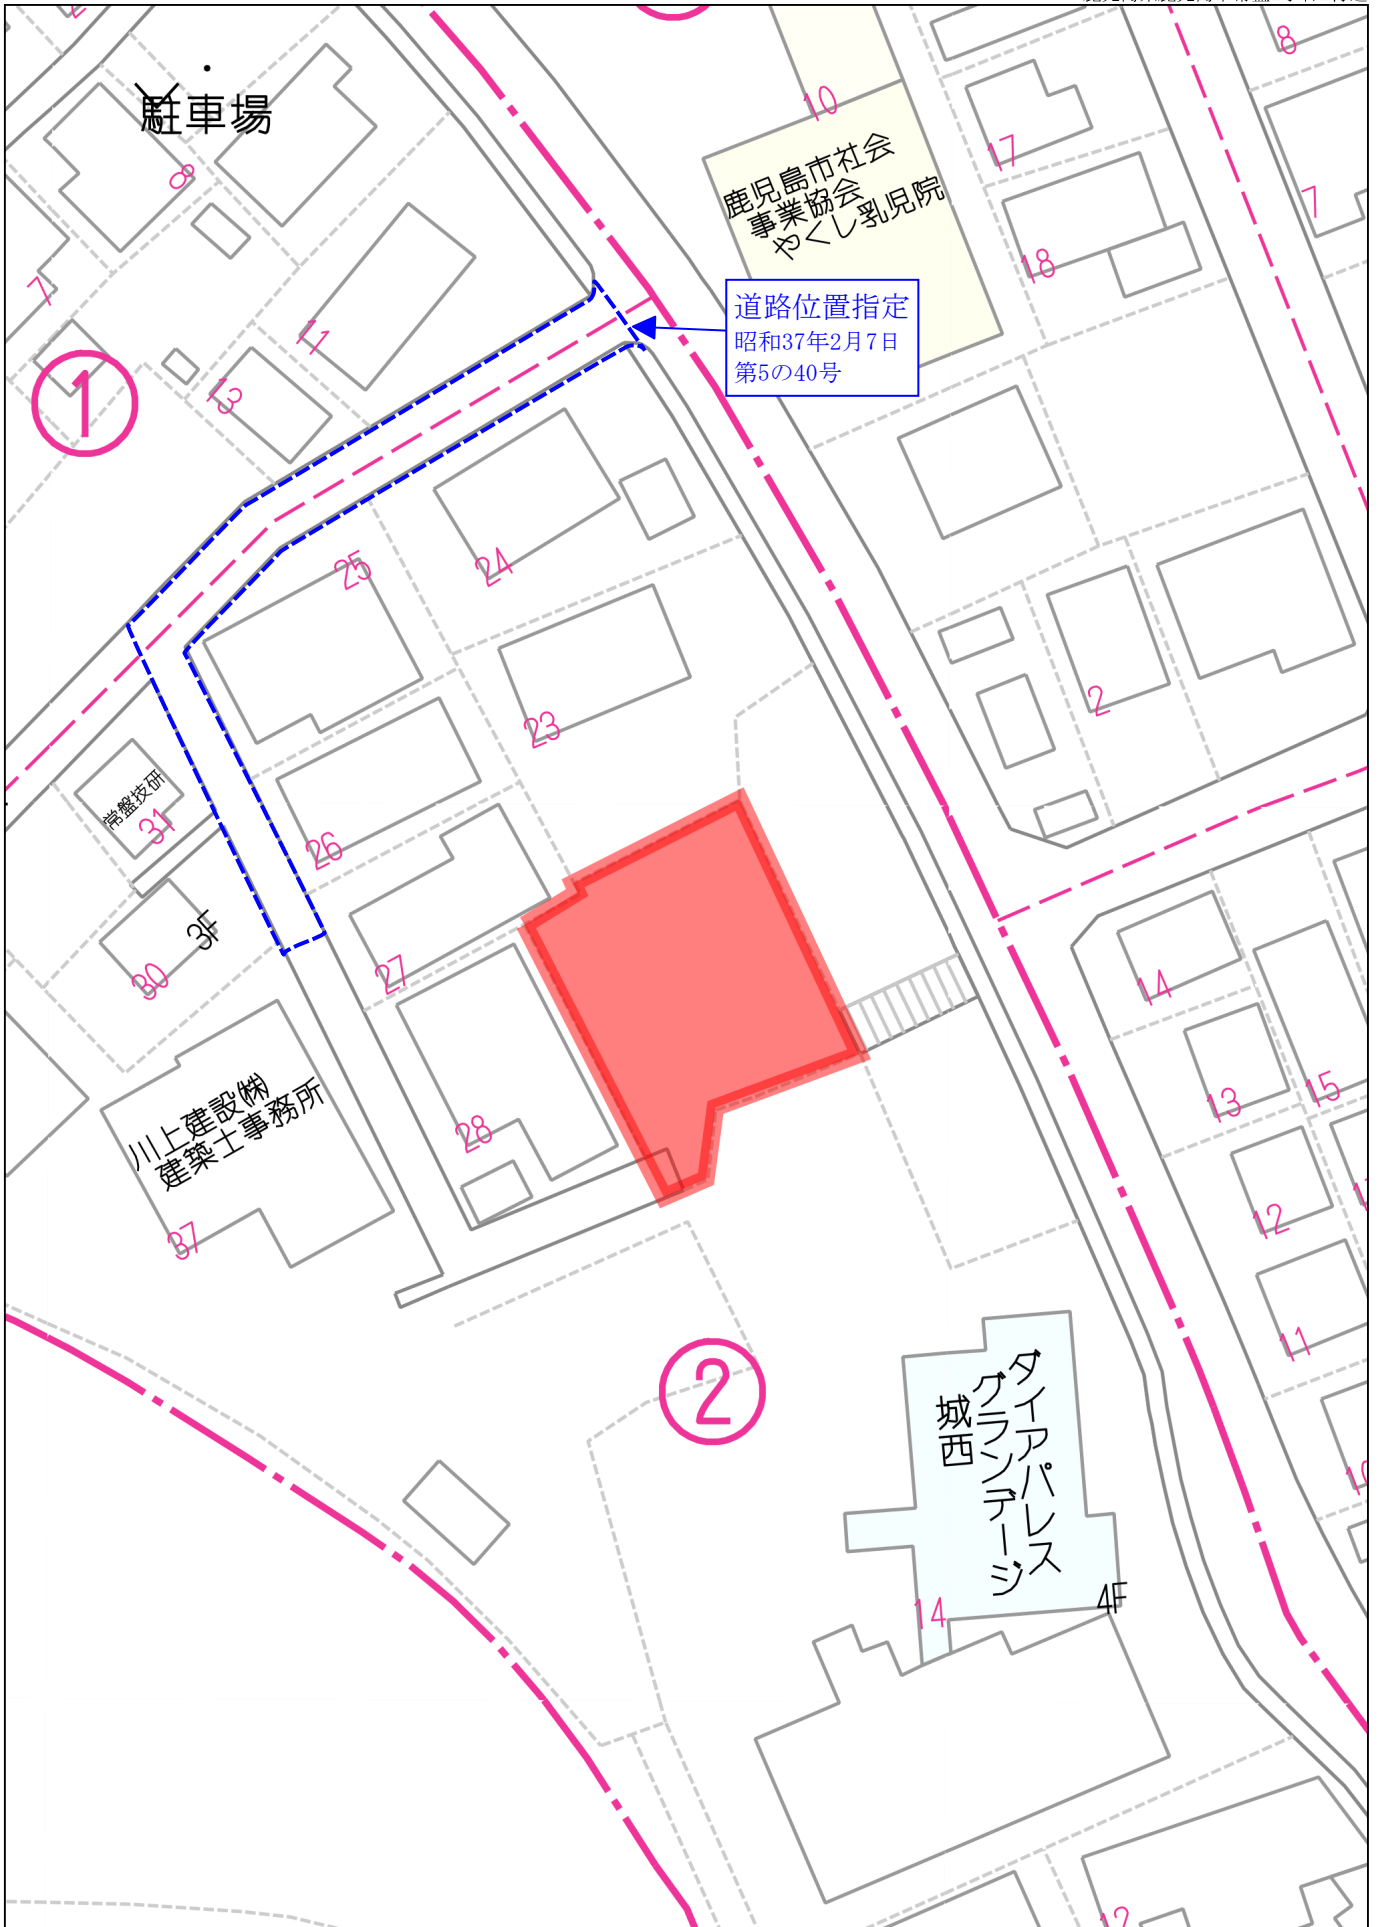 8
駐車場
10
17
8
鹿児島市社会
事業協会
やくし乳児院
7
18
7
道路位置指定
昭和37年2月7日
第5の40号
11
13
①
25
24
2
23
常盤技研
31
26
3F
30
27
14
13
15
川上建設㈱
建築士事務所
28
12
37
11
②
ダイアパレス
グランデージ
城西
10
14
4F
12